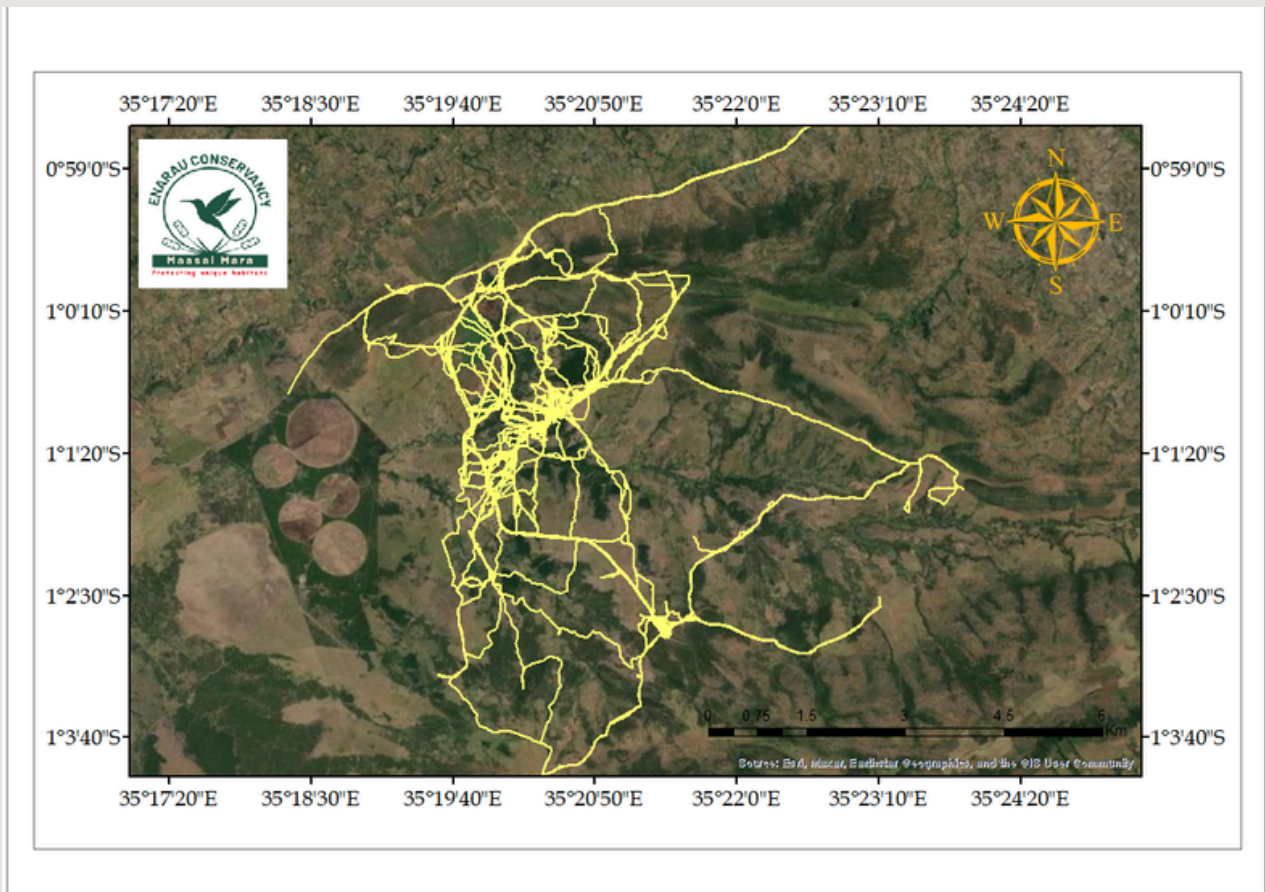 35°17'20"E 35°18'30"E 35°19'40"E 35°20'50"E 35°22'0"E 35°23'10"E 35°24'20"E
ENARAU CONSERVANCY
Maasai Mara
Protecting unique habitats
N
W E
S
0°59'0"S 0°59'0"S
1°0'10"S 1°0'10"S
1°1'20"S 1°1'20"S
1°2'30"S 1°2'30"S
0 0.75 1.5 3 4.5 6
Km
1°3'40"S 1°3'40"S
Source: Esri, Maxar, Earthstar Geographics, and the GIS User Community
35°17'20"E 35°18'30"E 35°19'40"E 35°20'50"E 35°22'0"E 35°23'10"E 35°24'20"E